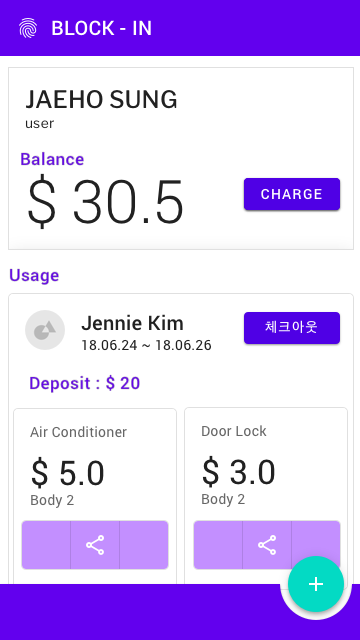 BLOCK - IN
JAEHO SUNG
user
Balance
$ 30.5
CHARGE
Usage
Jennie Kim
18.06.24 ~ 18.06.26
체크아웃
Deposit : $ 20
Air Conditioner
$ 5.0
Body 2
Door Lock
$ 3.0
Body 2